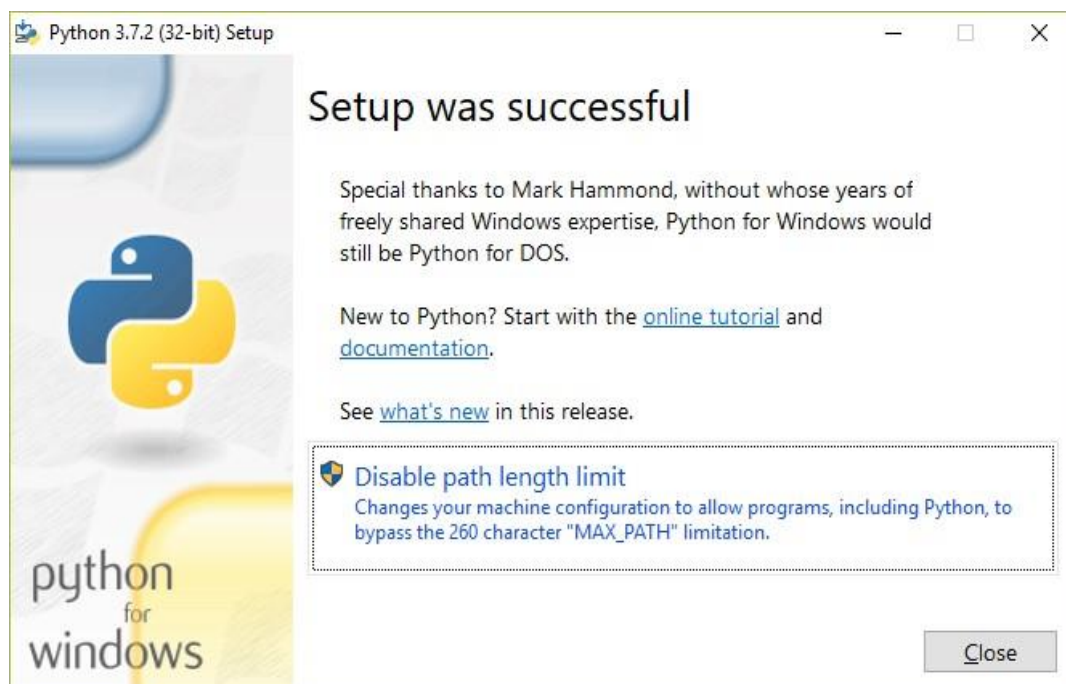 Python 3.7.2 (32-bit) Setup
Setup was successful
Special thanks to Mark Hammond, without whose years of
freely shared Windows expertise, Python for Windows would
still be Python for DOS.
New to Python? Start with the online tutorial and
documentation.
See what's new in this release.
Disable path length limit
Changes your machine configuration to allow programs, including Python, to
bypass the 260 character "MAX_PATH" limitation.
python
for
windows
Close